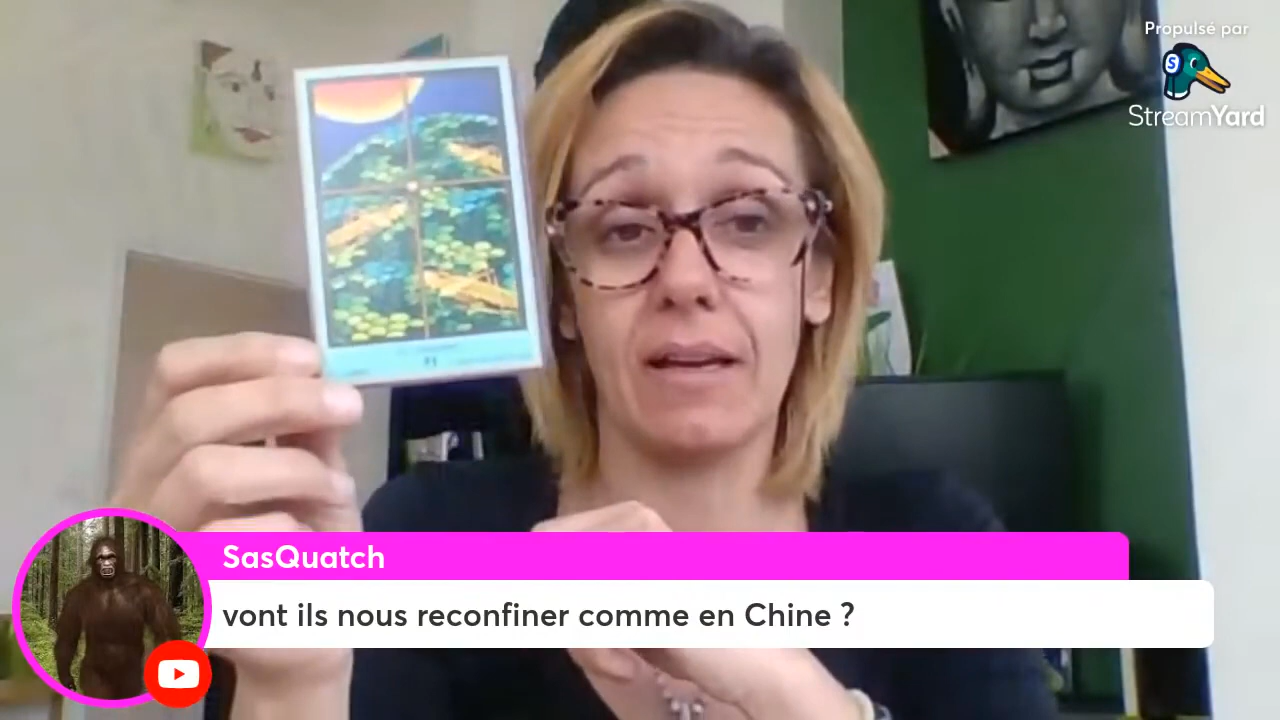 Propulsé par
StreamYard
SasQuatch
vont ils nous reconfiner comme en Chine ?